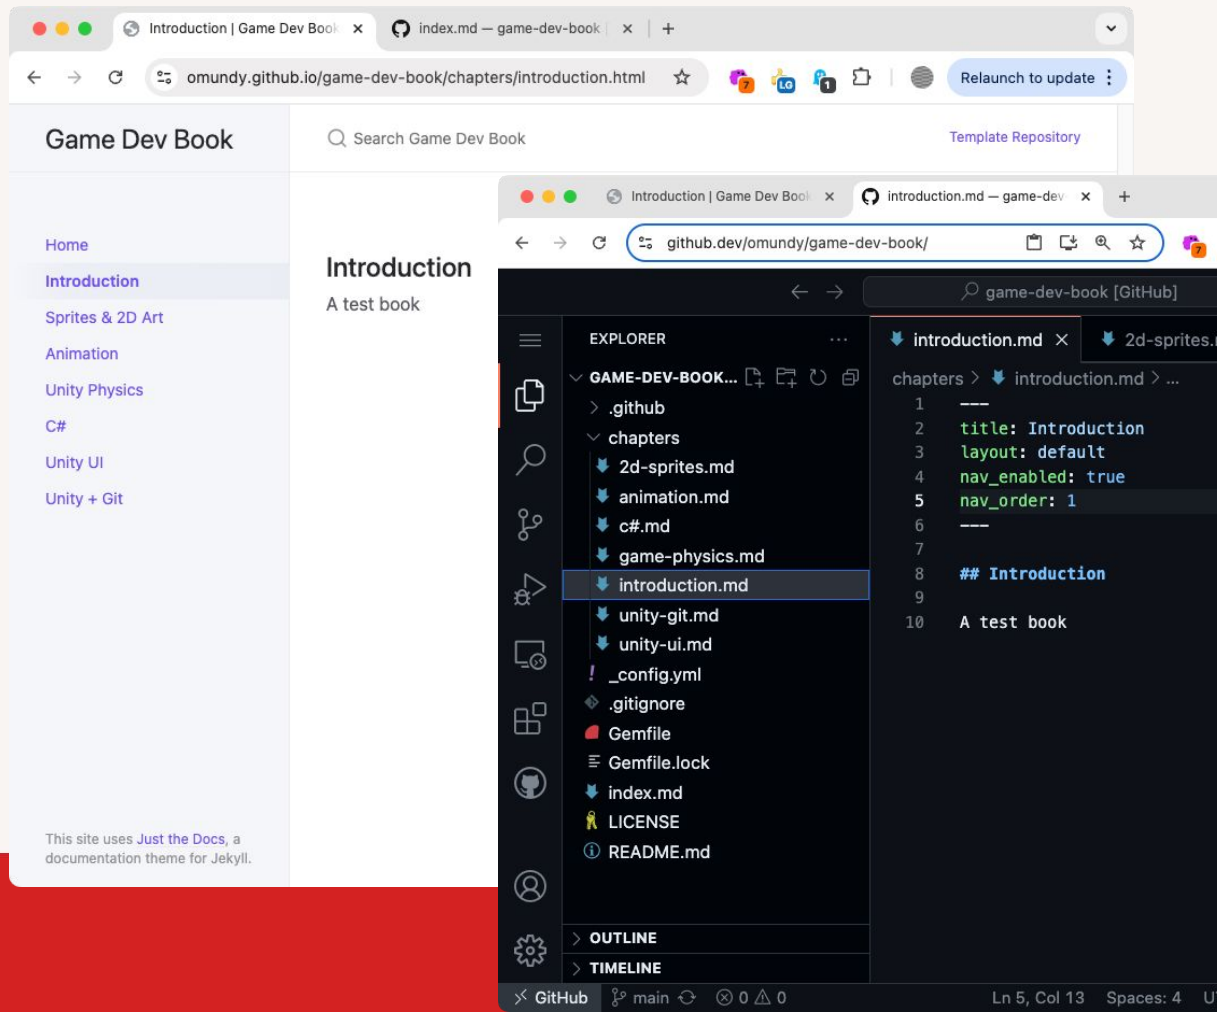 Introduction | Game Dev Book
index.md — game-dev-book
omundy.github.io/game-dev-book/chapters/introduction.html
7
LG
1
Relaunch to update
Game Dev Book
Search Game Dev Book
Template Repository
Home
Introduction
Sprites & 2D Art
Animation
Unity Physics
C#
Unity UI
Unity + Git
Introduction
A test book
This site uses Just the Docs, a
documentation theme for Jekyll.
Introduction | Game Dev Book
introduction.md — game-dev
github.dev/omundy/game-dev-book/
7
game-dev-book [GitHub]
EXPLORER
GAME-DEV-BOOK...
.github
chapters
2d-sprites.md
animation.md
c#.md
game-physics.md
introduction.md
unity-git.md
unity-ui.md
_config.yml
.gitignore
Gemfile
Gemfile.lock
index.md
LICENSE
README.md
OUTLINE
TIMELINE
introduction.md
2d-sprites.
chapters > introduction.md > ...
1 ---
2 title: Introduction
3 layout: default
4 nav_enabled: true
5 nav_order: 1
6 ---
7
8 ## Introduction
9
10 A test book
GitHub main 0 0 Ln 5, Col 13 Spaces: 4